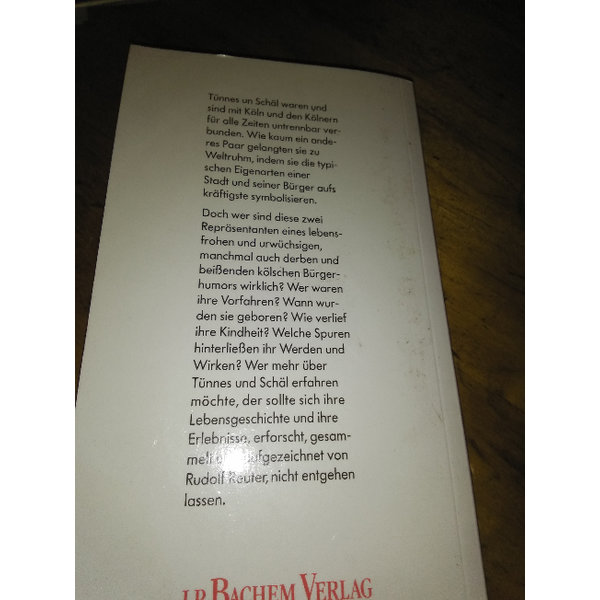 Tünnes un Schäl waren und
sind mit Köln und den Kölnern
für alle Zeiten untrennbar ver-
bunden. Wie kaum ein ande-
res Paar gelangten sie zu
Weltruhm, indem sie die typi-
schen Eigenarten einer
Stadt und seiner Bürger aufs
kräftigste symbolisieren.
Doch wer sind diese zwei
Repräsentanten eines lebens-
frohen und urwüchsigen,
manchmal auch derben und
beißenden kölschen Bürger-
humors wirklich? Wer waren
ihre Vorfahren? Wann wur-
den sie geboren? Wie verlief
ihre Kindheit? Welche Spuren
hinterließen ihr Werden und
Wirken? Wer mehr über
Tünnes und Schäl erfahren
möchte, der sollte sich ihre
Lebensgeschichte und ihre
Erlebnisse, erforscht, gesam-
melt und aufgezeichnet von
Rudolf Reuter, nicht entgehen
lassen.
J.P. BACHEM VERLAG